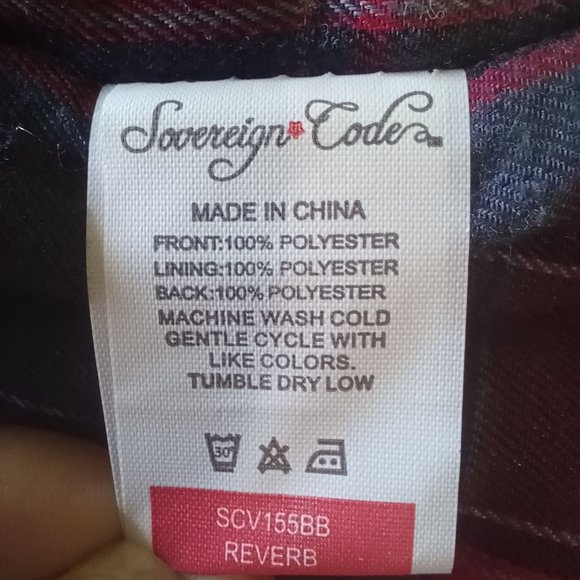 Sovereign Code TM
MADE IN CHINA
FRONT:100% POLYESTER
LINING:100% POLYESTER
BACK:100% POLYESTER
MACHINE WASH COLD
GENTLE CYCLE WITH
LIKE COLORS.
TUMBLE DRY LOW
30°
SCV155BB
REVERB